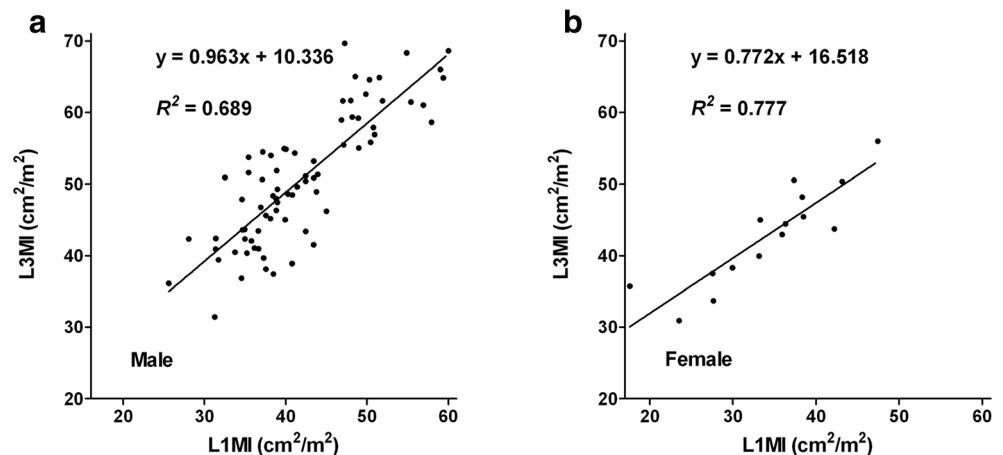 a
y = 0.963x + 10.336
R² = 0.689
Male
L3MI (cm²/m²)
70
60
50
40
30
20
20 30 40 50 60
L1MI (cm²/m²)
b
y = 0.772x + 16.518
R² = 0.777
Female
L3MI (cm²/m²)
70
60
50
40
30
20
20 30 40 50 60
L1MI (cm²/m²)